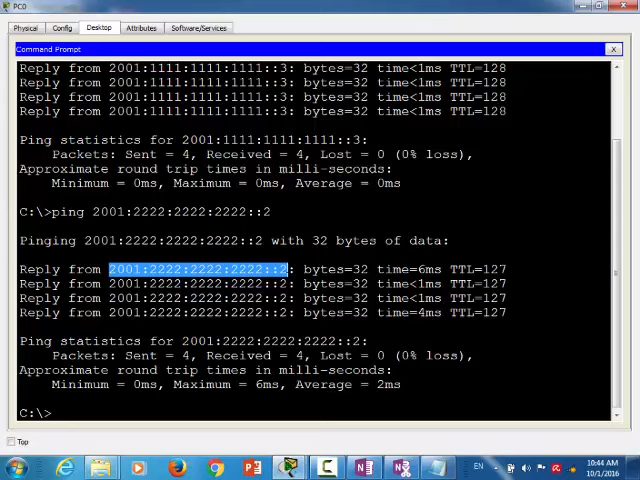 PC0
Physical Config Desktop Attributes Software/Services
Command Prompt X
Reply from 2001:1111:1111:1111::3: bytes=32 time<1ms TTL=128
Reply from 2001:1111:1111:1111::3: bytes=32 time<1ms TTL=128
Reply from 2001:1111:1111:1111::3: bytes=32 time<1ms TTL=128
Reply from 2001:1111:1111:1111::3: bytes=32 time<1ms TTL=128
Ping statistics for 2001:1111:1111:1111::3:
Packets: Sent = 4, Received = 4, Lost = 0 (0% loss),
Approximate round trip times in milli-seconds:
Minimum = 0ms, Maximum = 0ms, Average = 0ms
C:\>ping 2001:2222:2222:2222::2
Pinging 2001:2222:2222:2222::2 with 32 bytes of data:
Reply from 2001:2222:2222:2222::2: bytes=32 time=6ms TTL=127
Reply from 2001:2222:2222:2222::2: bytes=32 time<1ms TTL=127
Reply from 2001:2222:2222:2222::2: bytes=32 time<1ms TTL=127
Reply from 2001:2222:2222:2222::2: bytes=32 time=4ms TTL=127
Ping statistics for 2001:2222:2222:2222::2:
Packets: Sent = 4, Received = 4, Lost = 0 (0% loss),
Approximate round trip times in milli-seconds:
Minimum = 0ms, Maximum = 6ms, Average = 2ms
C:\>
Top
EN 10:44 AM
10/1/2016